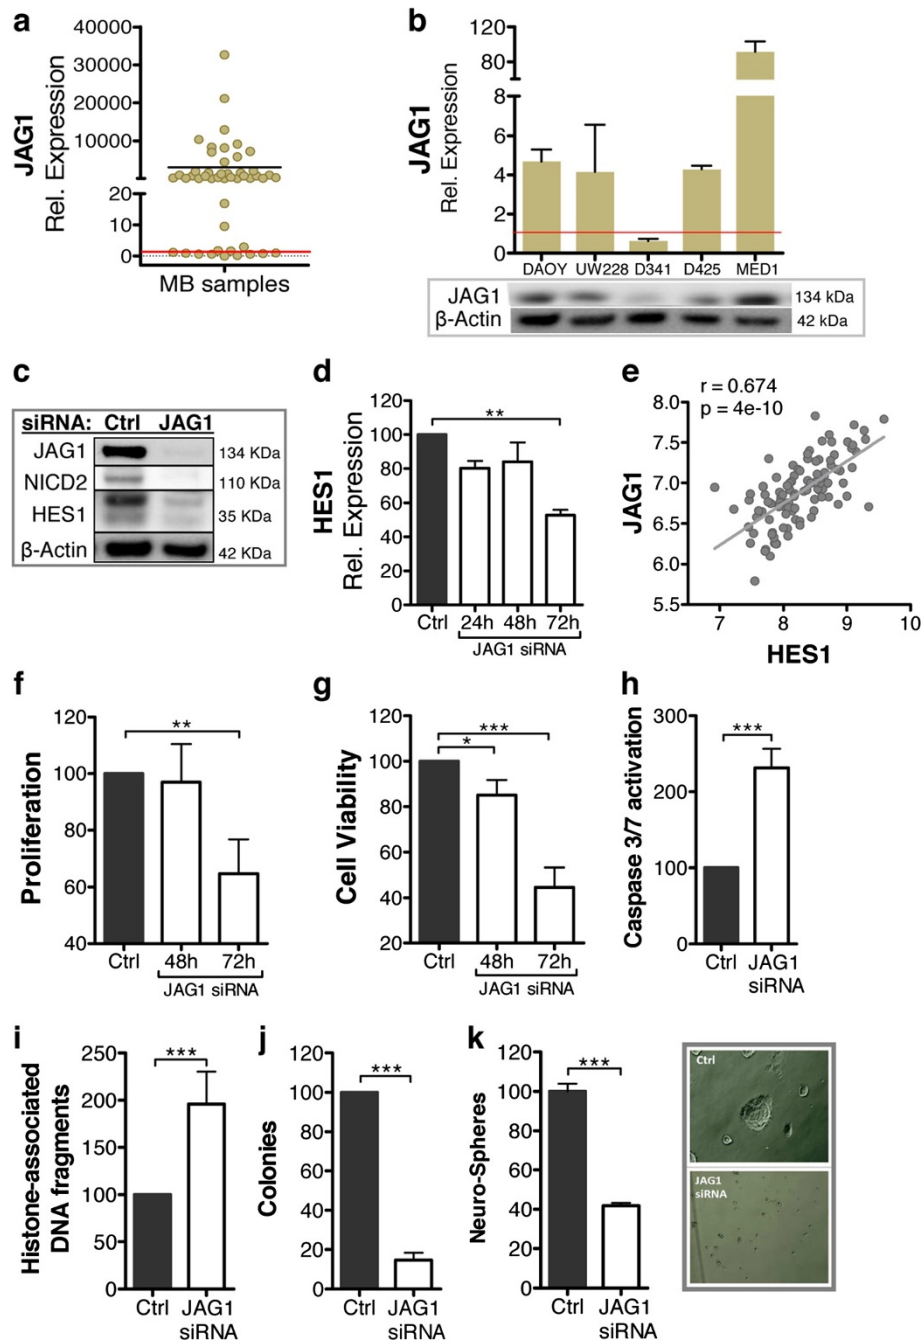 a
JAG1
Rel. Expression
40000
30000
20000
10000
20
10
0
MB samples
b
JAG1
Rel. Expression
120
80
8
6
4
2
0
DAOY UW228 D341 D425 MED1
JAG1 134 kDa
β-Actin 42 kDa
c
siRNA: Ctrl JAG1
JAG1 134 KDa
NICD2 110 KDa
HES1 35 KDa
β-Actin 42 KDa
d
HES1
Rel. Expression
120
100
80
60
40
20
0
**
Ctrl 24h 48h 72h
JAG1 siRNA
e
r = 0.674
p = 4e-10
JAG1
8.0
7.5
7.0
6.5
6.0
5.5
7 8 9 10
HES1
f
Proliferation
120
100
80
60
40
**
Ctrl 48h 72h
JAG1 siRNA
g
Cell Viability
120
100
80
60
40
20
***
*
Ctrl 48h 72h
JAG1 siRNA
h
Caspase 3/7 activation
300
200
100
0
***
Ctrl JAG1
siRNA
i
Histone-associated
DNA fragments
250
200
150
100
50
0
***
Ctrl JAG1
siRNA
j
Colonies
120
100
80
60
40
20
0
***
Ctrl JAG1
siRNA
k
Neuro-Spheres
120
100
80
60
40
20
0
***
Ctrl JAG1
siRNA
Ctrl
JAG1
siRNA